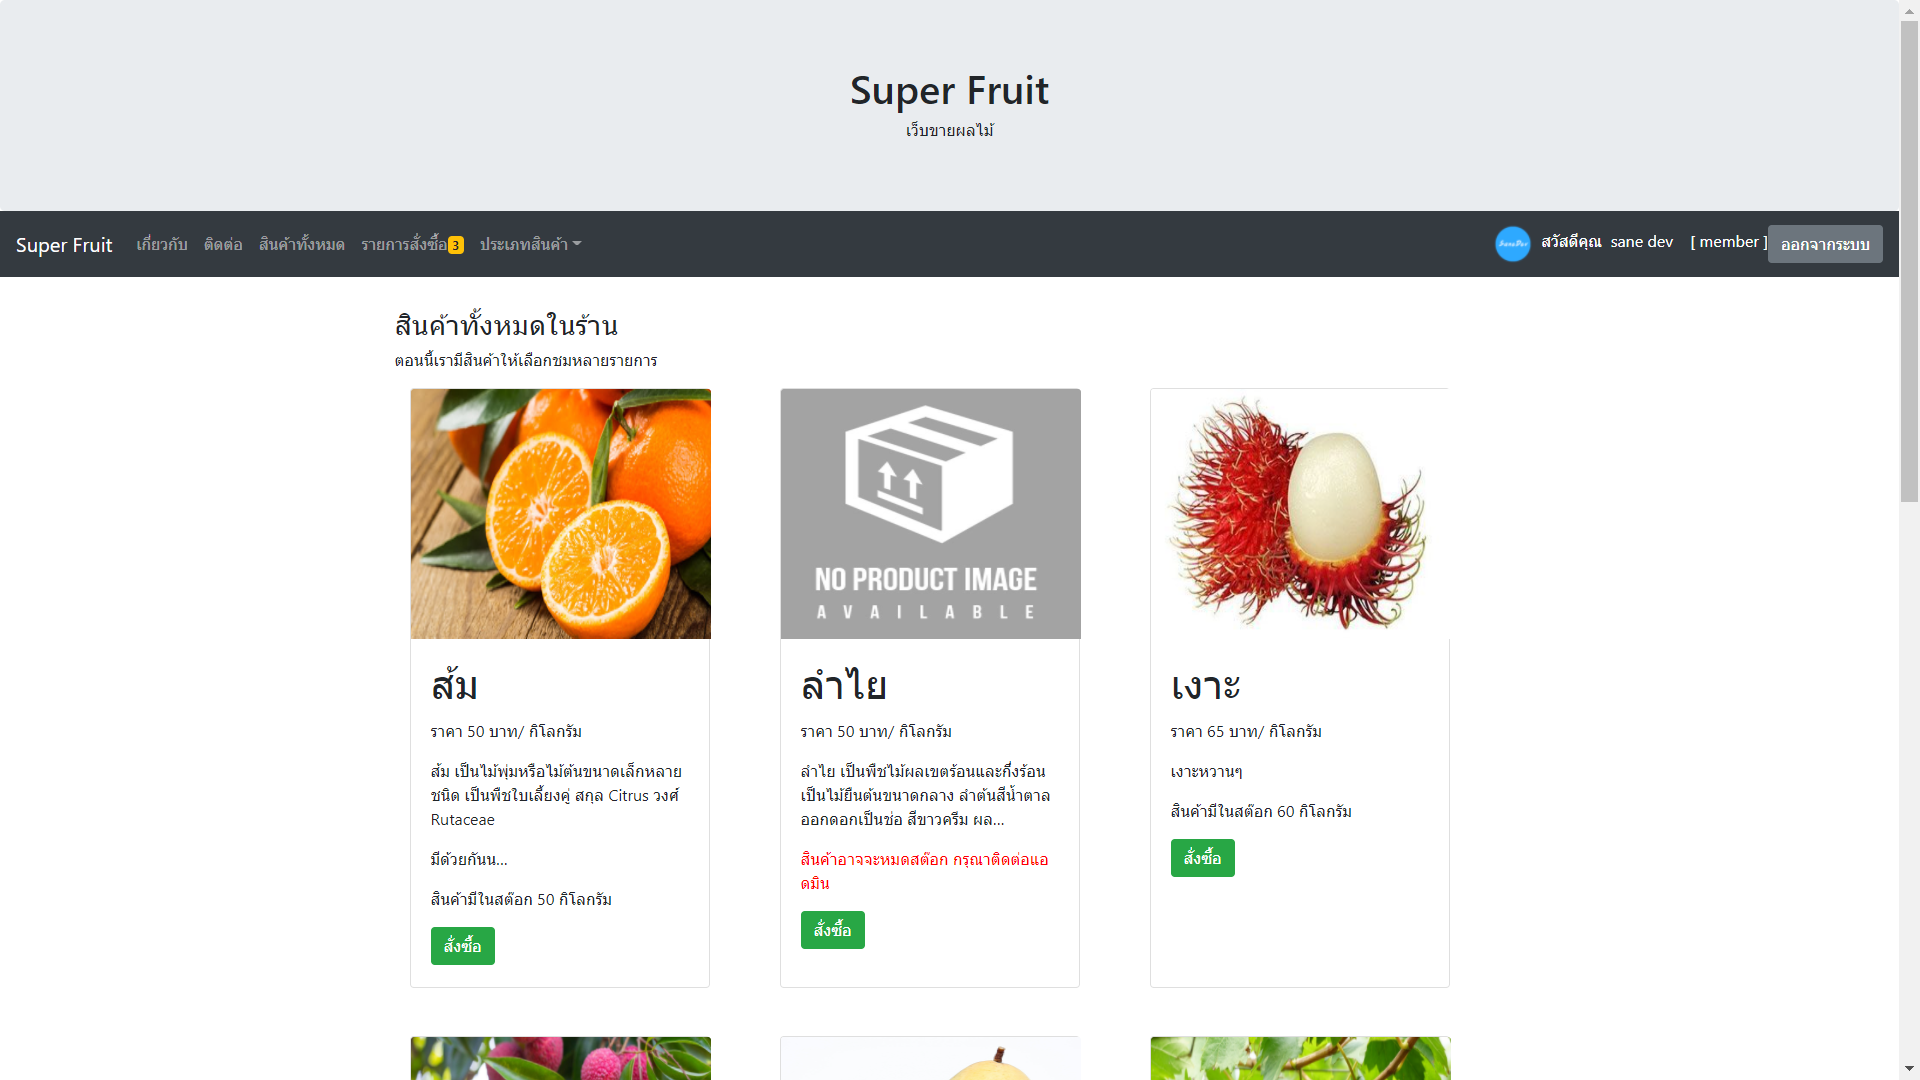 Super Fruit
เว็บขายผลไม้
Super Fruit เกี่ยวกับ ติดต่อ สินค้าทั้งหมด รายการสั่งซื้อ 3 ประเภทสินค้า สวัสดีคุณ sane dev [ member ] ออกจากระบบ
สินค้าทั้งหมดในร้าน
ตอนนี้เรามีสินค้าให้เลือกชมหลายรายการ
ส้ม
ราคา 50 บาท/ กิโลกรัม
ส้ม เป็นไม้พุ่มหรือไม้ต้นขนาดเล็กหลาย
ชนิด เป็นพืชใบเลี้ยงคู่ สกุล Citrus วงศ์
Rutaceae
มีด้วยกันน...
สินค้ามีในสต๊อก 50 กิโลกรัม
สั่งซื้อ
NO PRODUCT IMAGE
AVAILABLE
ลำไย
ราคา 50 บาท/ กิโลกรัม
ลำไย เป็นพืชไม้ผลเขตร้อนและกึ่งร้อน
เป็นไม้ยืนต้นขนาดกลาง ลำต้นสีน้ำตาล
ออกดอกเป็นช่อ สีขาวครีม ผล...
สินค้าอาจจะหมดสต๊อก กรุณาติดต่อแอ
ดมิน
สั่งซื้อ
เงาะ
ราคา 65 บาท/ กิโลกรัม
เงาะหวานๆ
สินค้ามีในสต๊อก 60 กิโลกรัม
สั่งซื้อ